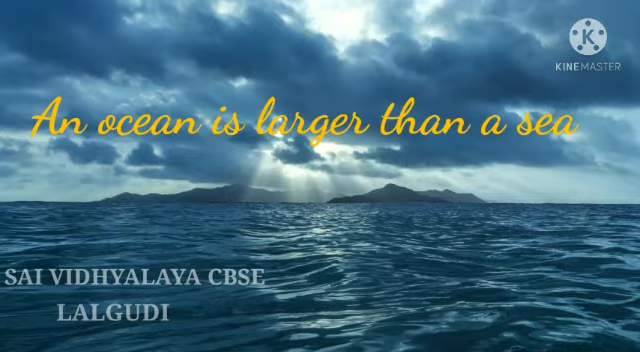 KINEMASTER
An ocean is larger than a sea
SAI VIDHYALAYA CBSE
LALGUDI